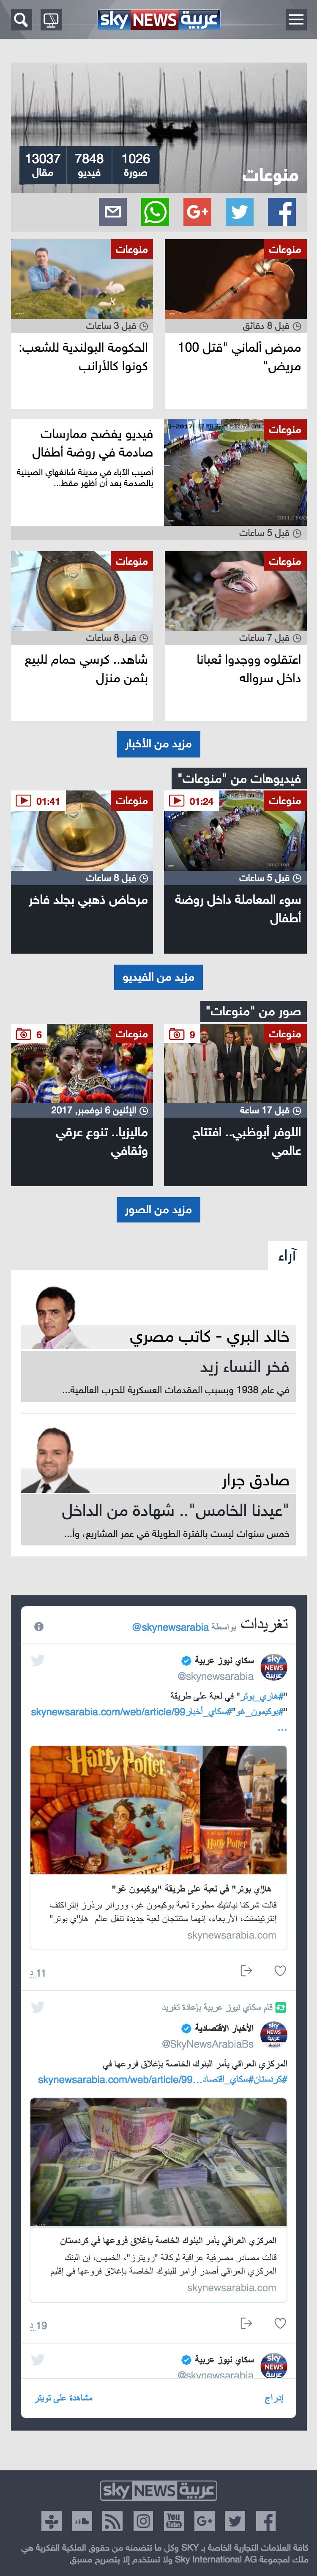 sky NEWS عربية
1026 7848 13037
صورة فيديو مقال
منوعات
منوعات
قبل 8 دقائق
ممرض ألماني "قتل 100
مريض"
منوعات
قبل 3 ساعات
الحكومة البولندية للشعب:
كونوا كالأرانب
منوعات
قبل 5 ساعات
فيديو يفضح ممارسات
صادمة في روضة أطفال
أصيب الآباء في مدينة شانغهاي الصينية
بالصدمة بعد أن أظهر مقط...
منوعات
قبل 7 ساعات
اعتقلوه ووجدوا ثعبانا
داخل سرواله
منوعات
قبل 8 ساعات
شاهد.. كرسي حمام للبيع
بثمن منزل
مزيد من الأخبار
فيديوهات من "منوعات"
منوعات
01:24
قبل 5 ساعات
سوء المعاملة داخل روضة
أطفال
منوعات
01:41
قبل 8 ساعات
مرحاض ذهبي بجلد فاخر
مزيد من الفيديو
صور من "منوعات"
منوعات
9
قبل 17 ساعة
اللوفر أبوظبي.. افتتاح
عالمي
منوعات
6
الإثنين 6 نوفمبر, 2017
ماليزيا.. تنوع عرقي
وثقافي
مزيد من الصور
آراء
خالد البري - كاتب مصري
فخر النساء زيد
في عام 1938 وبسبب المقدمات العسكرية للحرب العالمية...
صادق جرار
"عيدنا الخامس".. شهادة من الداخل
خمس سنوات ليست بالفترة الطويلة في عمر المشاريع، وأ...
تغريدات بواسطة @skynewsarabia
سكاي نيوز عربية
@skynewsarabia
"#هاري_بوتر" في لعبة على طريقة
"#بوكيمون_غو"#سكاي_أخبارskynewsarabia.com/web/article/99
...
Harry Potter
هاري بوتر" في لعبة على طريقة "بوكيمون غو"
قالت شركتا نيانتيك مطورة لعبة بوكيمون غو، وورانر برذرز إنتراكتف
إنترتينمنت، الأربعاء، إنهما ستنتجان لعبة جديدة تنقل عالم هاري بوتر"
skynewsarabia.com
11 د
قام سكاي نيوز عربية بإعادة تغريد
الأخبار الاقتصادية
@SkyNewsArabiaBs
المركزي العراقي يأمر البنوك الخاصة بإغلاق فروعها في
#كردستان#سكاي_اقتصاد...skynewsarabia.com/web/article/99
المركزي العراقي يأمر البنوك الخاصة بإغلاق فروعها في كردستان
قالت مصادر مصرفية عراقية لوكالة "رويترز"، الخميس، إن البنك
المركزي العراقي أصدر أوامر للبنوك الخاصة بإغلاق فروعها في إقليم
skynewsarabia.com
19 د
سكاي نيوز عربية
@skynewsarabia
إدراج
مشاهدة على تويتر
sky NEWS عربية
كافة العلامات التجارية الخاصة بـ SKY وكل ما تتضمنه من حقوق الملكية الفكرية هي
ملك لمجموعة Sky International AG ولا تستخدم إلا بتصريح مسبق